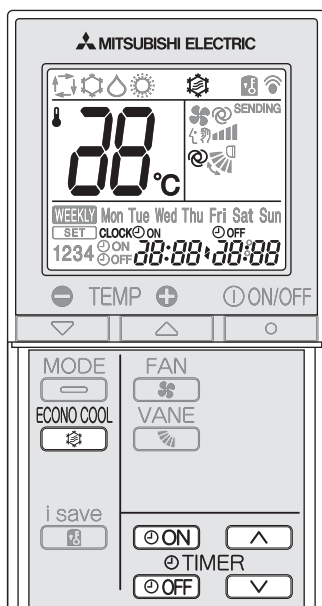 MITSUBISHI ELECTRIC
SENDING
88°C
WEEKLY Mon Tue Wed Thu Fri Sat Sun
SET CLOCK ON OFF
1234 ON OFF 88:88 88:88
TEMP ON/OFF
MODE FAN
ECONO COOL VANE
i save
ON
TIMER
OFF